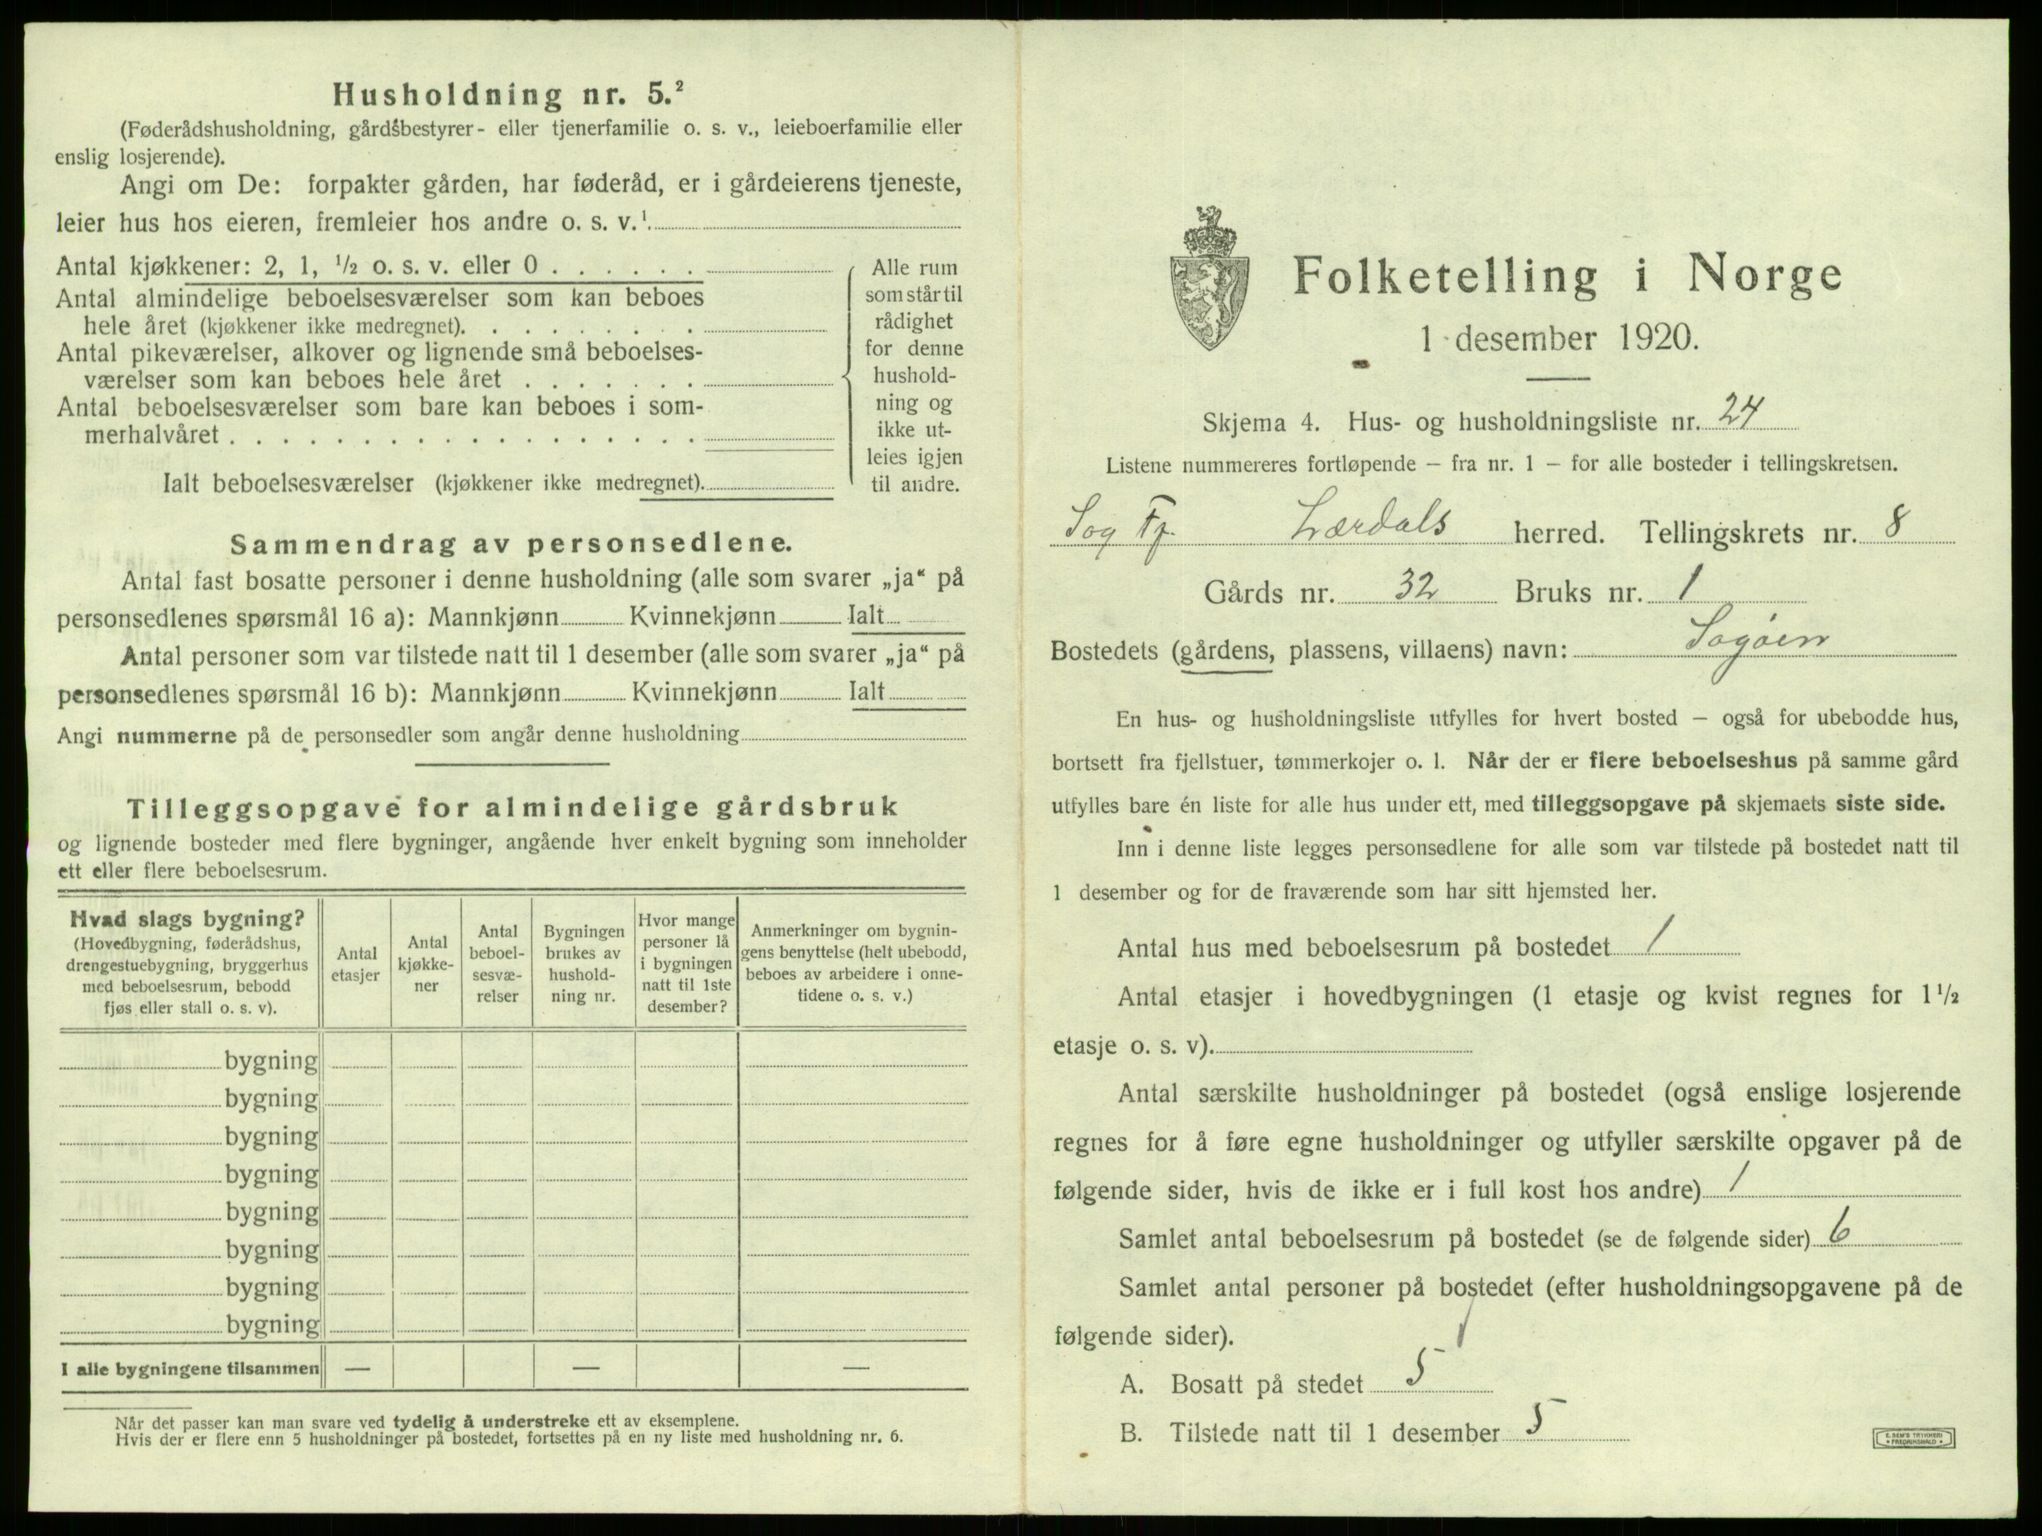 Husholdning nr. 5.²
(Føderådshusholdning, gårdsbestyrer- eller tjenerfamilie o. s. v., leieboerfamilie eller
enslig losjerende).
Angi om De: forpakter gården, har føderåd, er i gårdeierens tjeneste,
leier hus hos eieren, fremleier hos andre o. s. v.¹
Antal kjøkkener: 2, 1, ½ o. s. v. eller 0
Antal almindelige beboelsesværelser som kan beboes
hele året (kjøkkener ikke medregnet).
Antal pikeværelser, alkover og lignende små beboelses-
værelser som kan beboes hele året
Antal beboelsesværelser som bare kan beboes i som-
merhalvåret
Ialt beboelsesværelser (kjøkkener ikke medregnet).
Alle rum
som står til
rådighet
for denne
hushold-
ning og
ikke ut-
leies igjen
til andre.
Sammendrag av personsedlene.
Antal fast bosatte personer i denne husholdning (alle som svarer „ja“ på
personsedlenes spørsmål 16 a): Mannkjønn Kvinnekjønn Ialt
Antal personer som var tilstede natt til 1 desember (alle som svarer „ja“ på
personsedlenes spørsmål 16 b): Mannkjønn Kvinnekjønn Ialt
Angi nummerne på de personsedler som angår denne husholdning
Tilleggsopgave for almindelige gårdsbruk
og lignende bosteder med flere bygninger, angående hver enkelt bygning som inneholder
ett eller flere beboelsesrum.
Hvad slags bygning?
(Hovedbygning, føderådshus,
drengestuebygning, bryggerhus
med beboelsesrum, bebodd
fjøs eller stall o. s. v).
Antal
etasjer
Antal
kjøkke-
ner
Antal
beboel-
sesvæ-
relser
Bygningen
brukes av
hushold-
ning nr.
Hvor mange
personer lå
i bygningen
natt til 1ste
desember?
Anmerkninger om bygnin-
gens benyttelse (helt ubebodd,
beboes av arbeidere i onne-
tidene o. s. v.)
bygning
bygning
bygning
bygning
bygning
bygning
bygning
bygning
I alle bygningene tilsammen — — —
Når det passer kan man svare ved tydelig å understreke ett av eksemplene.
Hvis der er flere enn 5 husholdninger på bostedet, fortsettes på en ny liste med husholdning nr. 6.
Folketelling i Norge
1 desember 1920.
Skjema 4. Hus- og husholdningsliste nr. 24
Listene nummereres fortløpende – fra nr. 1 – for alle bosteder i tellingskretsen.
Sog Fj. Lærdals herred. Tellingskrets nr. 8
Gårds nr. 32 Bruks nr. 1
Bostedets (gårdens, plassens, villaens) navn: Sogøen
En hus- og husholdningsliste utfylles for hvert bosted – også for ubebodde hus,
bortsett fra fjellstuer, tømmerkojer o. l. Når der er flere beboelseshus på samme gård
utfylles bare én liste for alle hus under ett, med tilleggsopgave på skjemaets siste side.
Inn i denne liste legges personsedlene for alle som var tilstede på bostedet natt til
1 desember og for de fraværende som har sitt hjemsted her.
Antal hus med beboelsesrum på bostedet 1
Antal etasjer i hovedbygningen (1 etasje og kvist regnes for 1½
etasje o. s. v).
Antal særskilte husholdninger på bostedet (også enslige losjerende
regnes for å føre egne husholdninger og utfyller særskilte opgaver på de
følgende sider, hvis de ikke er i full kost hos andre) 1
Samlet antal beboelsesrum på bostedet (se de følgende sider) 6
Samlet antal personer på bostedet (efter husholdningsopgavene på de
følgende sider).
A. Bosatt på stedet 5
B. Tilstede natt til 1 desember 5
E. SEM'S TRYKKERI
FREDRIKSHALD